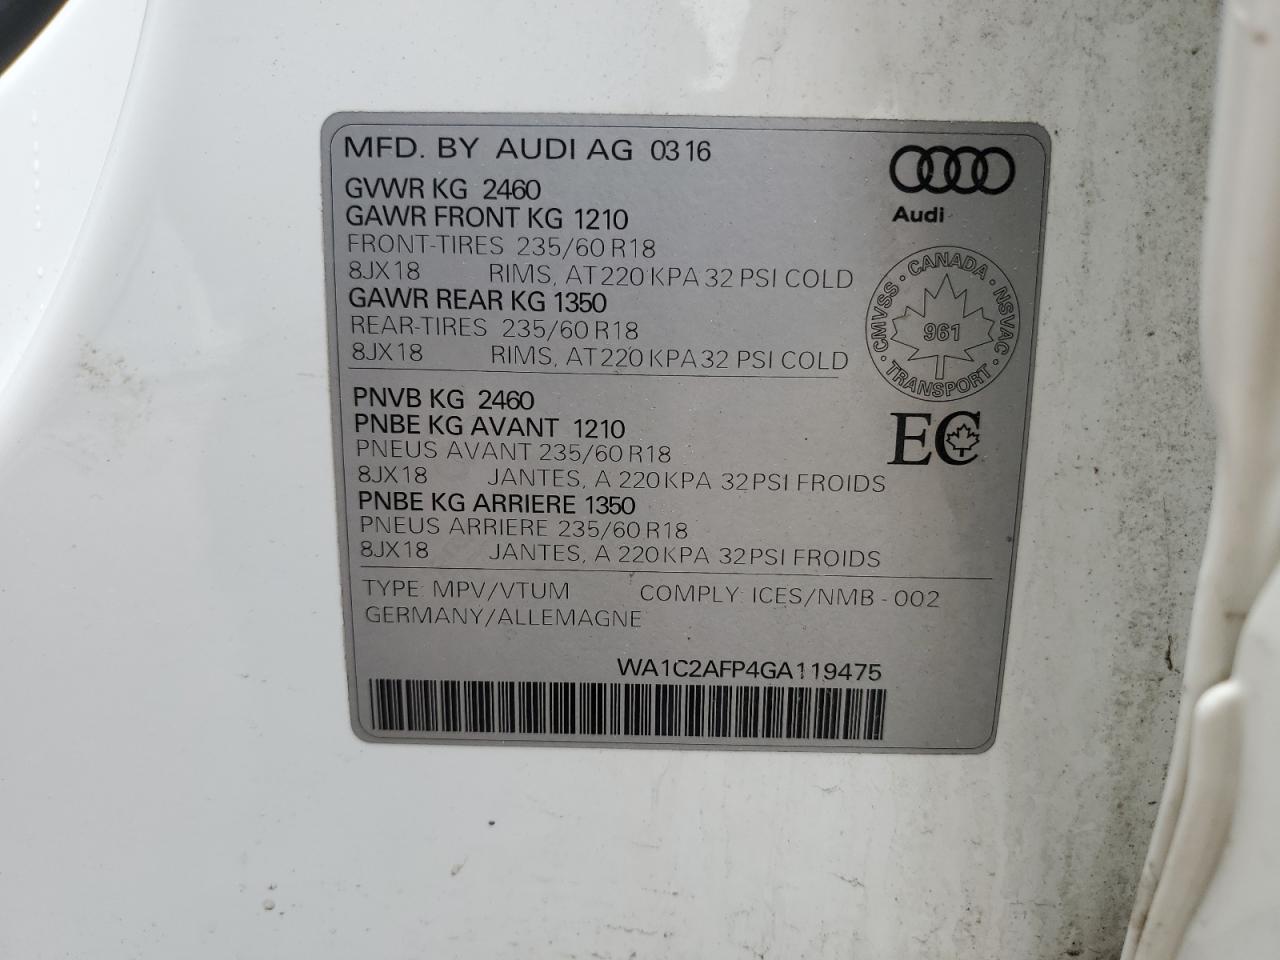 MFD. BY AUDI AG 0316
GVWR KG 2460
GAWR FRONT KG 1210
FRONT-TIRES 235/60 R18
8JX18 RIMS, AT 220 KPA 32 PSI COLD
GAWR REAR KG 1350
REAR-TIRES 235/60 R18
8JX18 RIMS, AT 220 KPA 32 PSI COLD
Audi
CMVSS · CANADA · NSVAC · TRANSPORT ·
961
EC
PNVB KG 2460
PNBE KG AVANT 1210
PNEUS AVANT 235/60 R18
8JX18 JANTES, A 220 KPA 32 PSI FROIDS
PNBE KG ARRIERE 1350
PNEUS ARRIERE 235/60 R18
8JX18 JANTES, A 220 KPA 32 PSI FROIDS
TYPE: MPV/VTUM COMPLY: ICES/NMB - 002
GERMANY/ALLEMAGNE
WA1C2AFP4GA119475